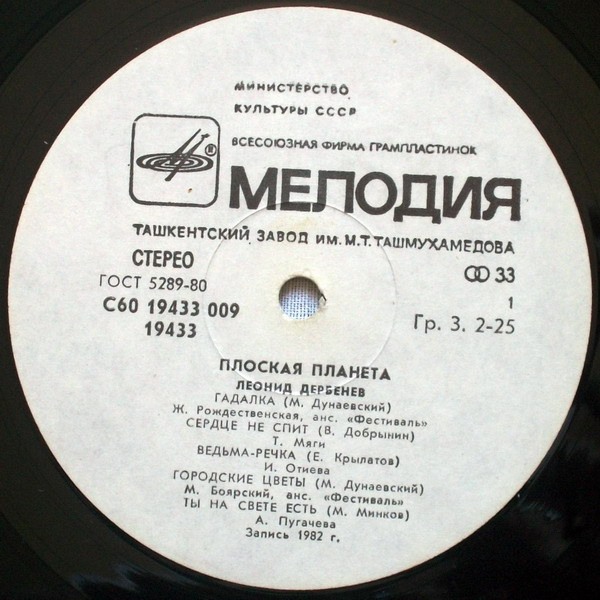 МИНИСТЕРСТВО
КУЛЬТУРЫ СССР
ВСЕСОЮЗНАЯ ФИРМА ГРАМПЛАСТИНОК
®
МЕЛОДИЯ
ТАШКЕНТСКИЙ ЗАВОД ИМ. М. Т. ТАШМУХАМЕДОВА
СТЕРЕО
ГОСТ 5289-80
С60 19433 009
19433
33
1
Гр. 3. 2-25
ПЛОСКАЯ ПЛАНЕТА
ЛЕОНИД ДЕРБЕНЕВ
ГАДАЛКА (М. Дунаевский)
Ж. Рождественская, анс. «Фестиваль»
СЕРДЦЕ НЕ СПИТ (В. Добрынин)
Т. Мяги
ВЕДЬМА-РЕЧКА (Е. Крылатов)
И. Отиева
ГОРОДСКИЕ ЦВЕТЫ (М. Дунаевский)
М. Боярский, анс. «Фестиваль»
ТЫ НА СВЕТЕ ЕСТЬ (М. Минков)
А. Пугачева
Запись 1982 г.